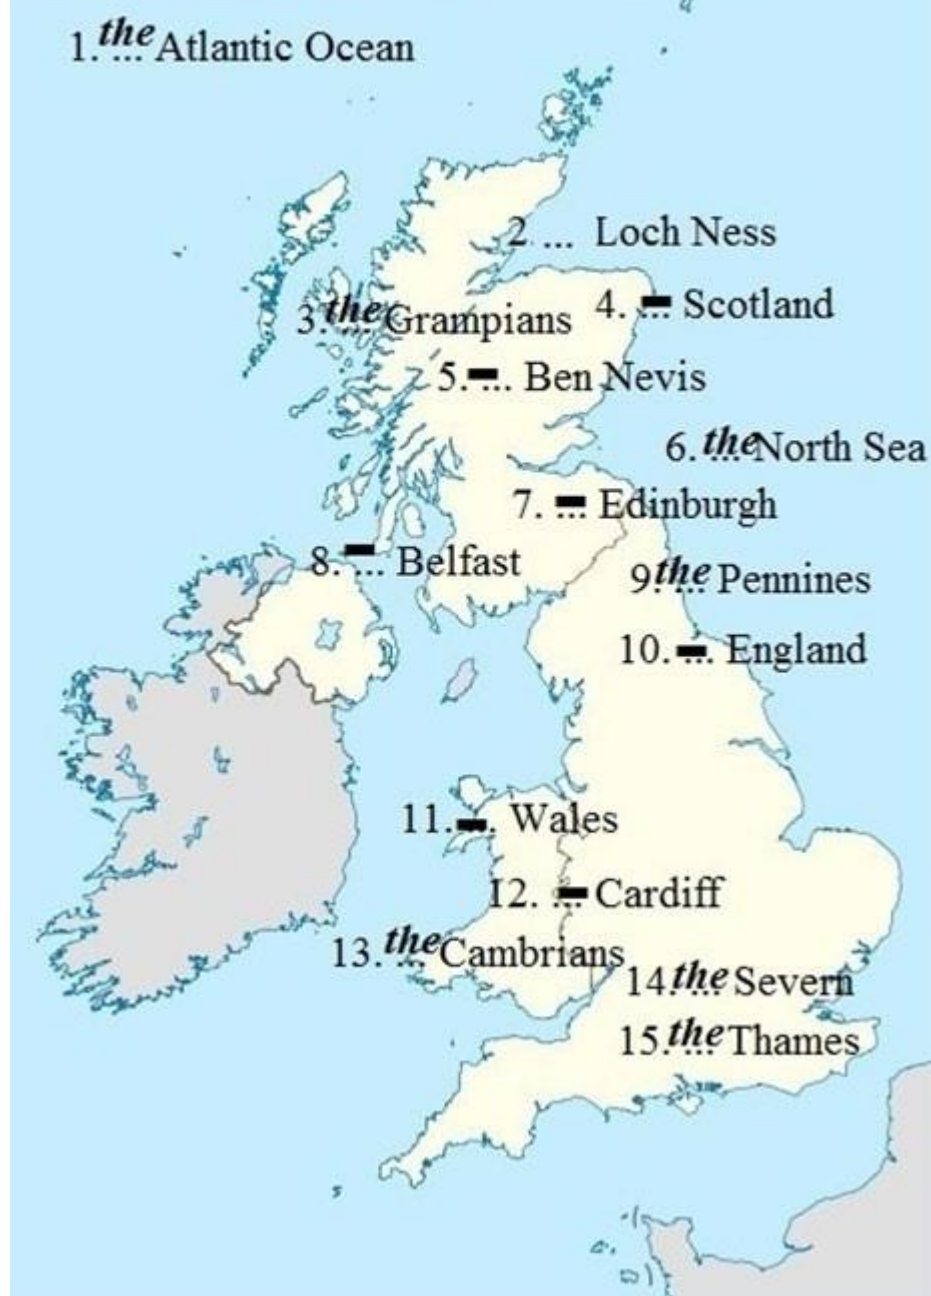 1. the ... Atlantic Ocean
2 ... Loch Ness
3 the ... Grampians
4. – ... Scotland
5. – ... Ben Nevis
6. the ... North Sea
7. – ... Edinburgh
8. – ... Belfast
9. the ... Pennines
10. – ... England
11. – ... Wales
12. – ... Cardiff
13. the ... Cambrians
14. the ... Severn
15. the ... Thames